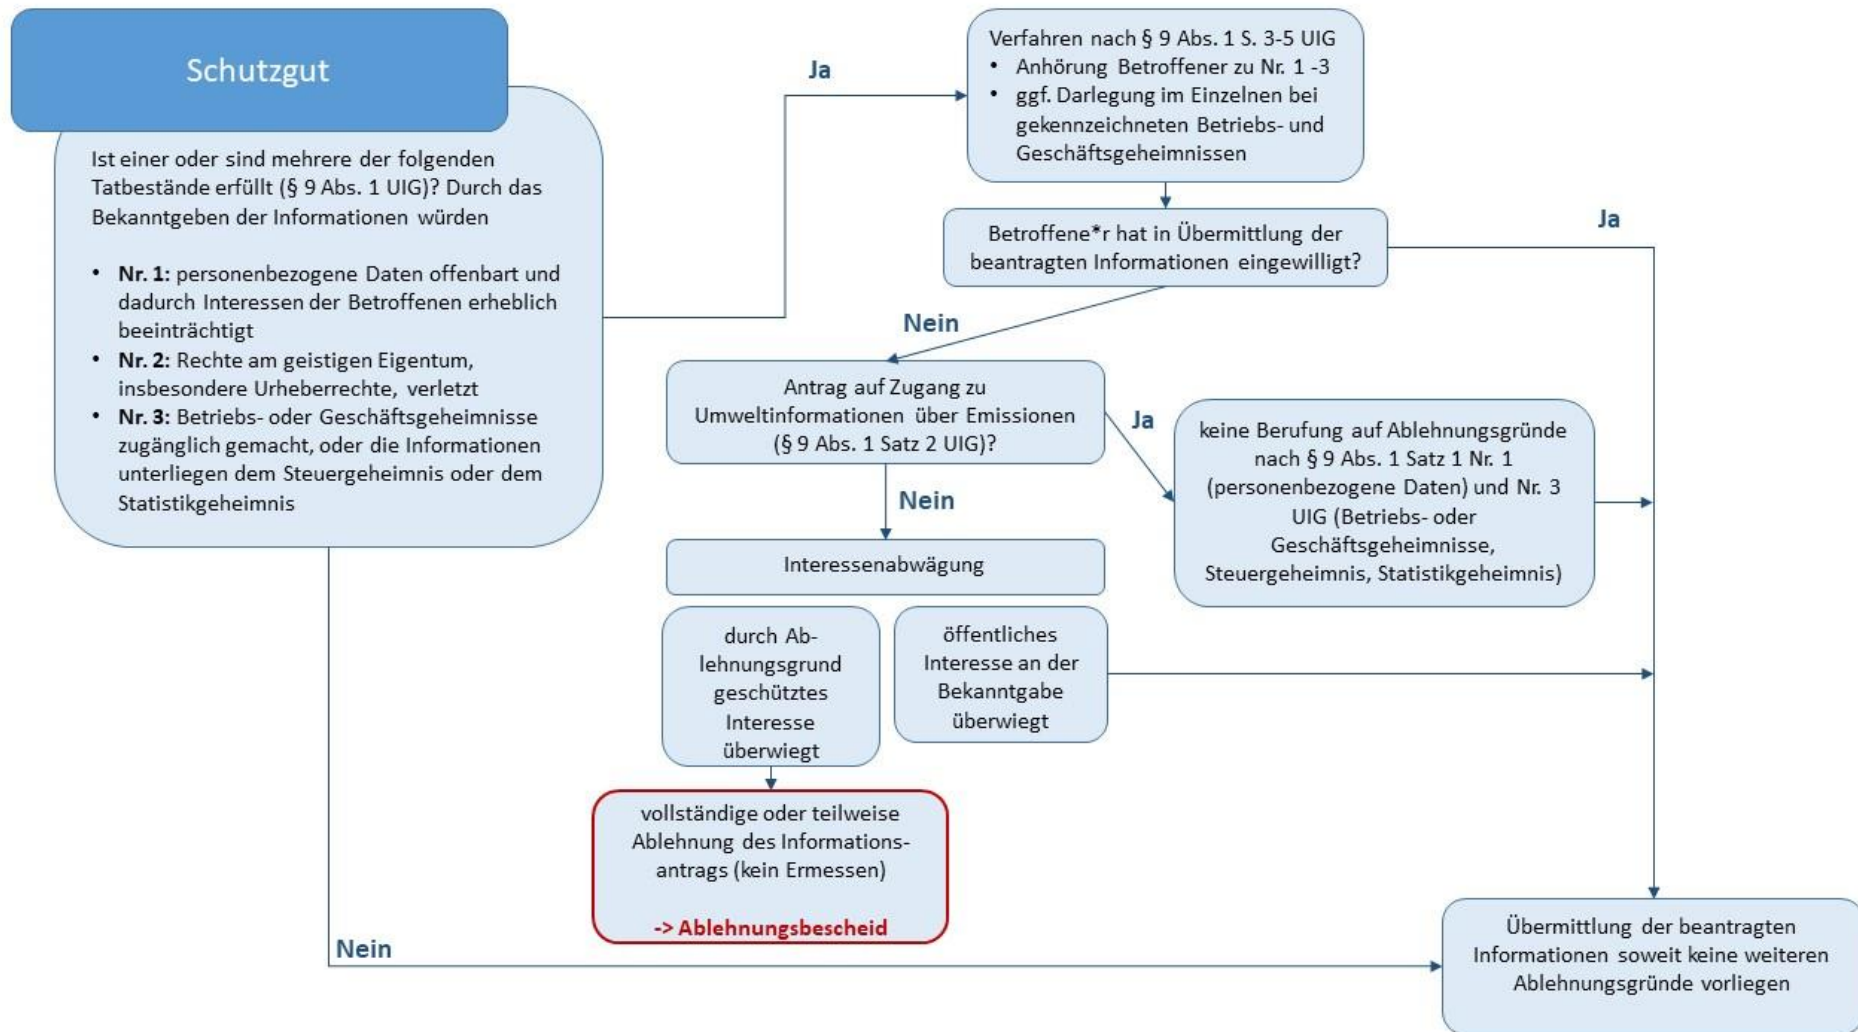 Schutzgut
Ist einer oder sind mehrere der folgenden
Tatbestände erfüllt (§ 9 Abs. 1 UIG)? Durch das
Bekanntgeben der Informationen würden
• Nr. 1: personenbezogene Daten offenbart und
dadurch Interessen der Betroffenen erheblich
beeinträchtigt
• Nr. 2: Rechte am geistigen Eigentum,
insbesondere Urheberrechte, verletzt
• Nr. 3: Betriebs- oder Geschäftsgeheimnisse
zugänglich gemacht, oder die Informationen
unterliegen dem Steuergeheimnis oder dem
Statistikgeheimnis
Ja
Verfahren nach § 9 Abs. 1 S. 3-5 UIG
• Anhörung Betroffener zu Nr. 1 -3
• ggf. Darlegung im Einzelnen bei
gekennzeichneten Betriebs- und
Geschäftsgeheimnissen
Betroffene*r hat in Übermittlung der
beantragten Informationen eingewilligt?
Ja
Nein
Antrag auf Zugang zu
Umweltinformationen über Emissionen
(§ 9 Abs. 1 Satz 2 UIG)?
Ja
keine Berufung auf Ablehnungsgründe
nach § 9 Abs. 1 Satz 1 Nr. 1
(personenbezogene Daten) und Nr. 3
UIG (Betriebs- oder
Geschäftsgeheimnisse,
Steuergeheimnis, Statistikgeheimnis)
Nein
Interessenabwägung
durch Ab-
lehnungsgrund
geschütztes
Interesse
überwiegt
öffentliches
Interesse an der
Bekanntgabe
überwiegt
vollständige oder teilweise
Ablehnung des Informations-
antrags (kein Ermessen)
-> Ablehnungsbescheid
Nein
Übermittlung der beantragten
Informationen soweit keine weiteren
Ablehnungsgründe vorliegen